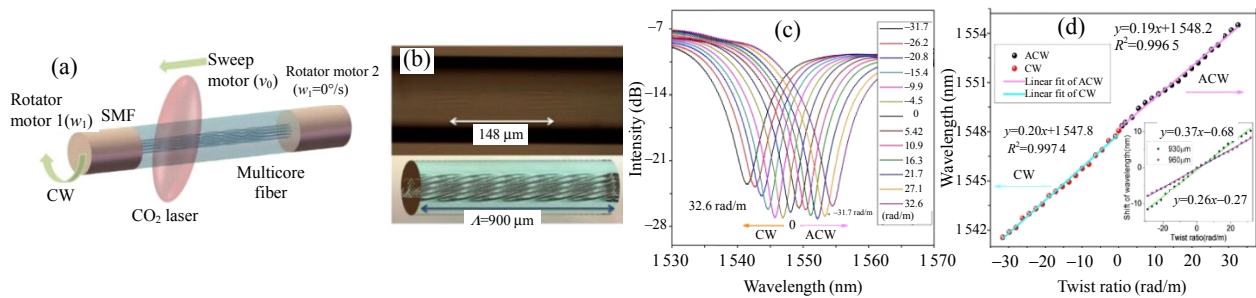 (a)
Sweep
motor (v₀)
Rotator motor 2
(w₁=0°/s)
Rotator
motor 1(w₁)
SMF
Multicore
fiber
CW
CO₂ laser
(b)
148 μm
Λ=900 μm
(c)
−7
−14
−21
−28
Intensity (dB)
−31.7
−26.2
−20.8
−15.4
−9.9
−4.5
0
5.42
10.9
16.3
21.7
27.1
32.6
(rad/m)
32.6 rad/m
−31.7 rad/m
CW
0
ACW
1 530
1 540
1 550
1 560
1 570
Wavelength (nm)
(d)
1 554
1 551
1 548
1 545
1 542
Wavelength (nm)
y=0.19x+1 548.2
R²=0.996 5
ACW
CW
Linear fit of ACW
Linear fit of CW
ACW
y=0.20x+1 547.8
R²=0.997 4
CW
y=0.37x−0.68
930μm
960μm
y=0.26x−0.27
Shift of wavelength(nm)
10
0
−10
−20
0
20
Twist ratio(rad/m)
−30
−20
−10
0
10
20
30
Twist ratio (rad/m)